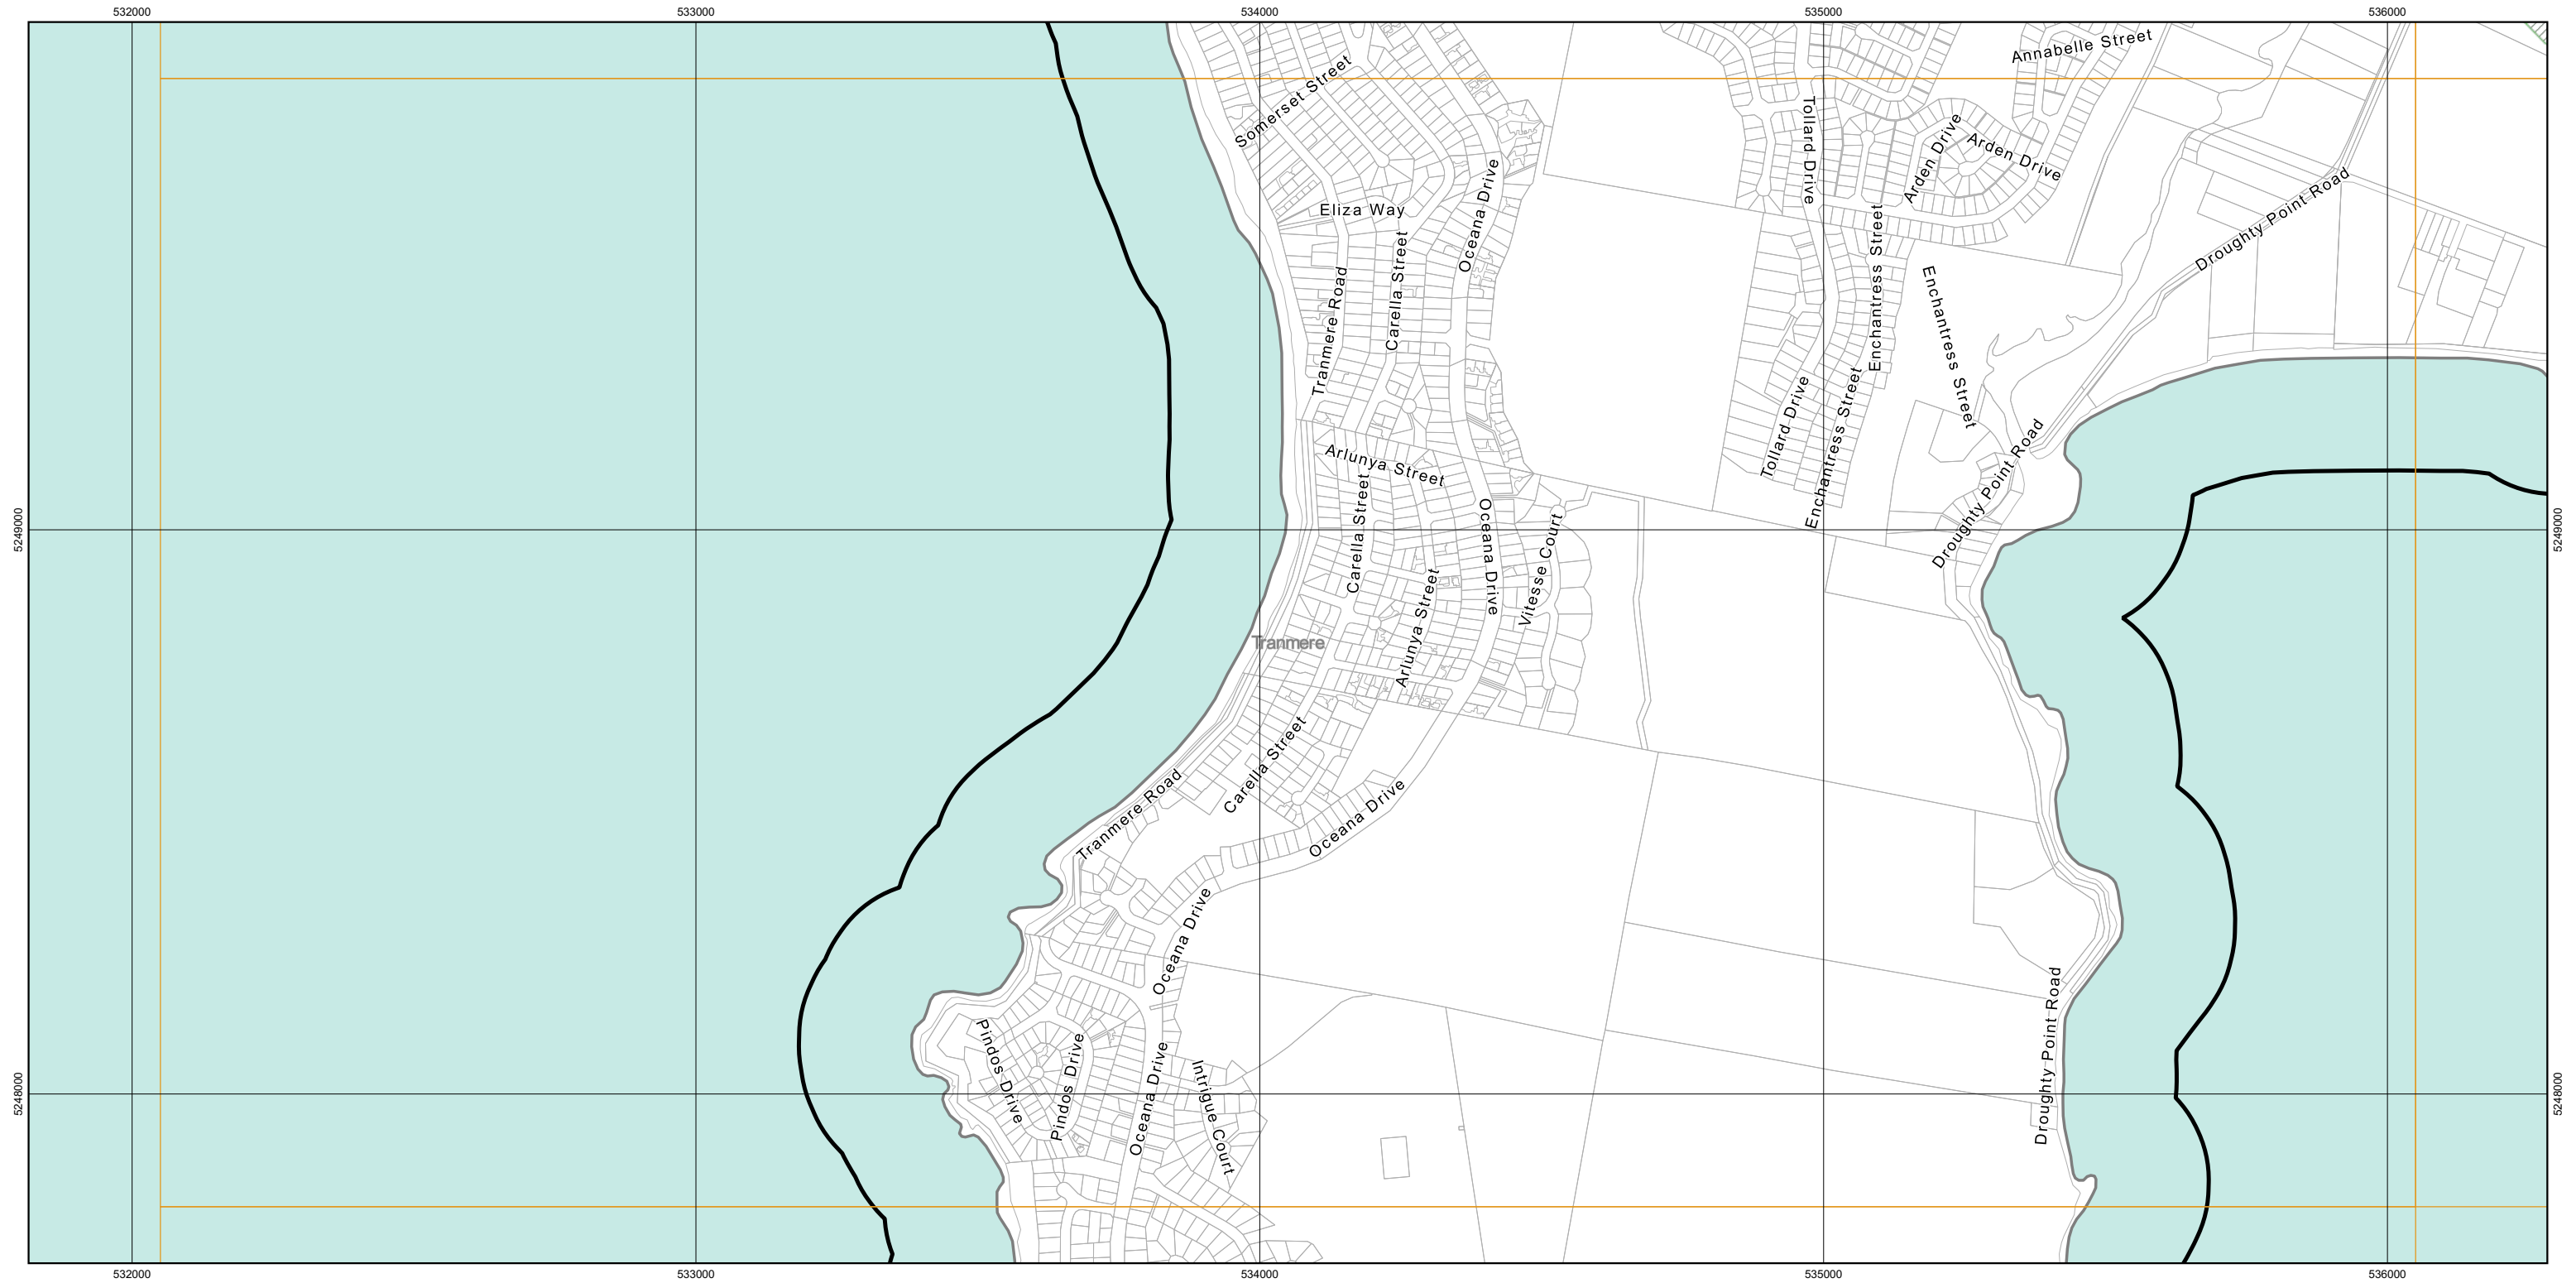 532000
533000
534000
535000
536000
Annabelle Street
Somerset Street
Tollard Drive
Arden Drive
Arden Drive
Oceana Drive
Droughty Point Road
Eliza Way
Carella Street
Enchantress Street
Tranmere Road
Enchantress Street
Tollard Drive
Enchantress Street
Droughty Point Road
Arlunya Street
Carella Street
Oceana Drive
Vitesse Court
5249000
5249000
Arlunya Street
Tranmere
Carella Street
Tranmere Road
Oceana Drive
Oceana Drive
Droughty Point Road
Pindos Drive
Pindos Drive
Oceana Drive
Intrigue Court
5248000
5248000
532000
533000
534000
535000
536000